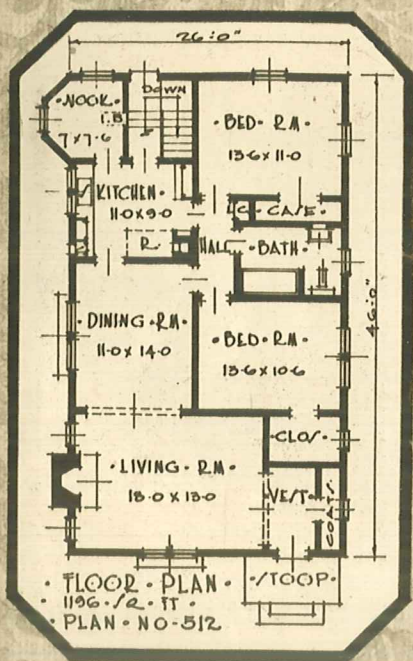 26:0"
·NOOK·
I.B.
7 X 7-6
DOWN
·BED·RM·
13-6 X 11-0
·KITCHEN·
11-0 X 9-0
LC·CASE·
R.
HALL
·BATH·
46:0"
·DINING·RM·
11-0 X 14-0
·BED·RM·
13-6 X 10-6
·CLOS·
·LIVING·RM·
18-0 X 13-0
·VEST·
COATS·
·FLOOR·PLAN·
·1196·SQ·FT·
·PLAN·NO-512
·STOOP·